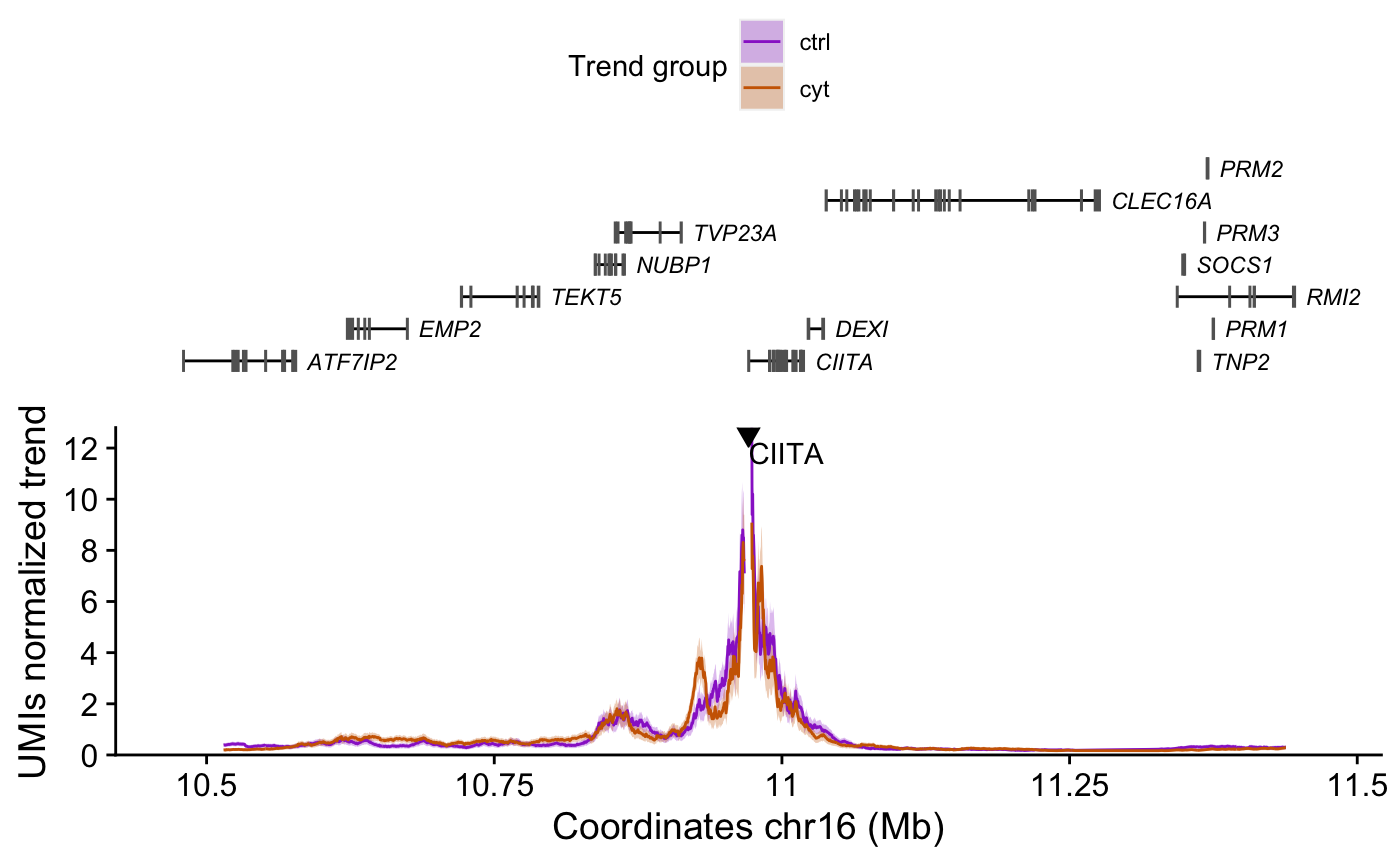 Trend group
ctrl
cyt
PRM2
CLEC16A
TVP23A
PRM3
NUBP1
SOCS1
TEKT5
RMI2
EMP2
DEXI
PRM1
ATF7IP2
CIITA
TNP2
UMIs normalized trend
12
10
8
6
4
2
0
CIITA
10.5
10.75
11
11.25
11.5
Coordinates chr16 (Mb)